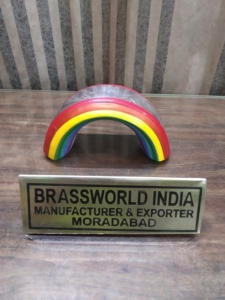 BRASSWORLD INDIA
MANUFACTURER & EXPORTER
MORADABAD